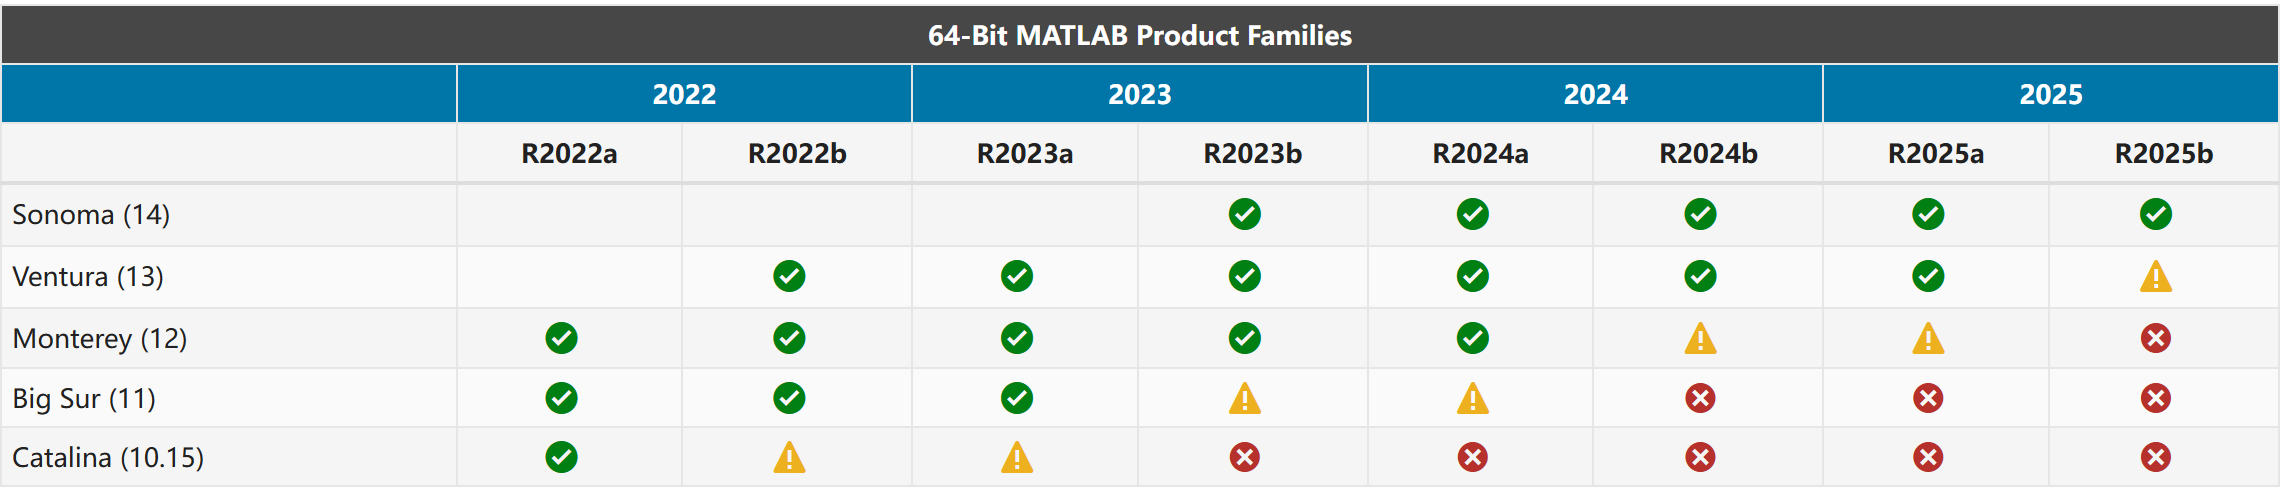 64-Bit MATLAB Product Families
2022 2023 2024 2025
R2022a R2022b R2023a R2023b R2024a R2024b R2025a R2025b
Sonoma (14)
Ventura (13)
Monterey (12)
Big Sur (11)
Catalina (10.15)